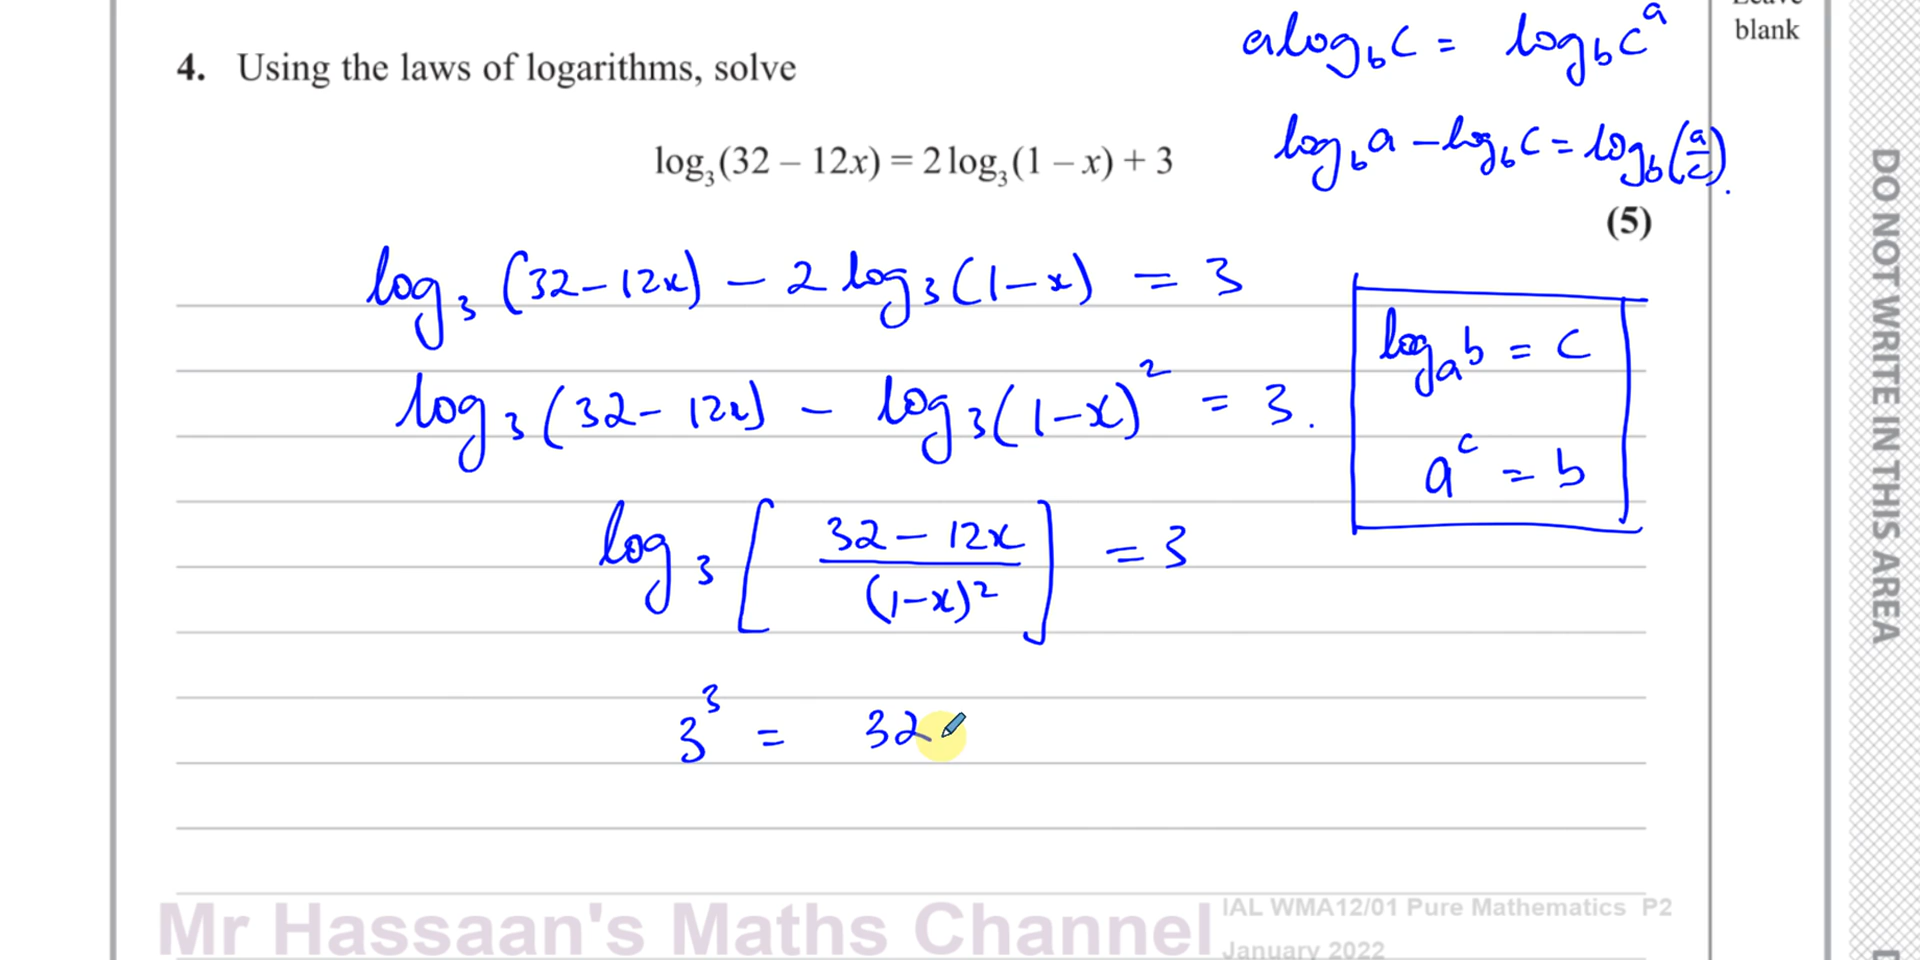 Leave
blank
a log_b c = log_b c^a
4. Using the laws of logarithms, solve
log_3(32 – 12x) = 2 log_3(1 – x) + 3
log_b a – log_b c = log_b (a/c).
(5)
log_3 (32-12x) – 2 log_3 (1-x) = 3
log_3 (32-12x) – log_3 (1-x)^2 = 3.
log_a b = c
a^c = b
log_3 [ (32-12x)/(1-x)^2 ] = 3
3^3 = 32
DO NOT WRITE IN THIS AREA
Mr Hassaan's Maths Channel
IAL WMA12/01 Pure Mathematics P2
January 2022